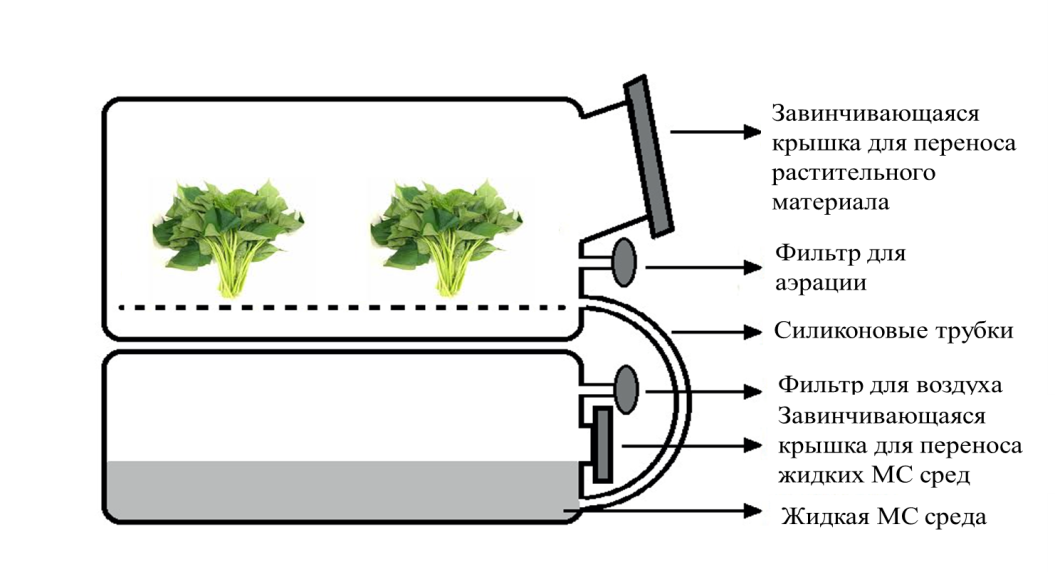 Завинчивающаяся
крышка для переноса
растительного
материала
Фильтр для
аэрации
Силиконовые трубки
Фильтр для воздуха
Завинчивающаяся
крышка для переноса
жидких МС сред
Жидкая МС среда